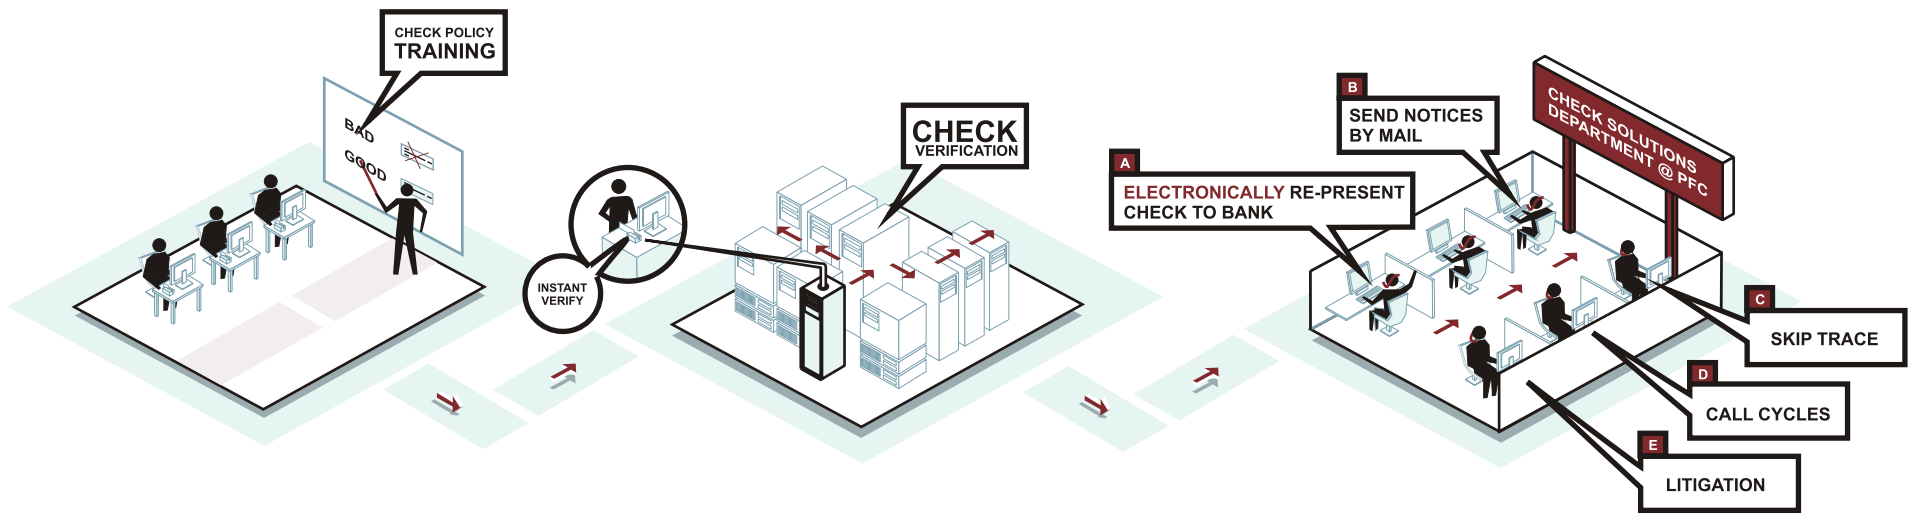 CHECK POLICY
TRAINING
BAD
GOOD
INSTANT
VERIFY
CHECK
VERIFICATION
A
ELECTRONICALLY RE-PRESENT
CHECK TO BANK
B
SEND NOTICES
BY MAIL
CHECK SOLUTIONS
DEPARTMENT @ PFC
C
SKIP TRACE
D
CALL CYCLES
E
LITIGATION